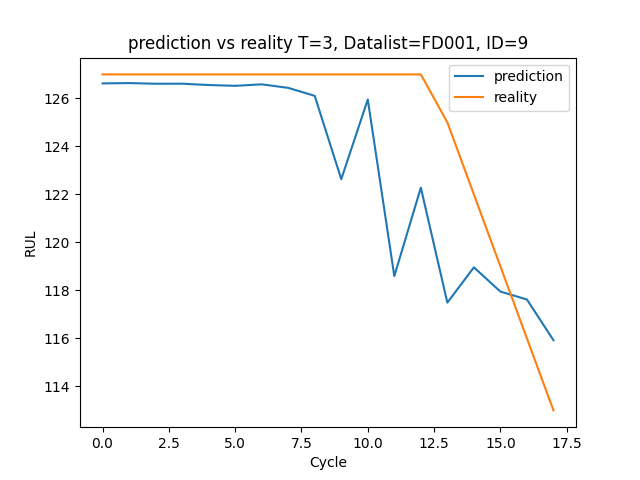 prediction vs reality T=3, Datalist=FD001, ID=9
prediction
reality
RUL
126
124
122
120
118
116
114
0.0 2.5 5.0 7.5 10.0 12.5 15.0 17.5
Cycle